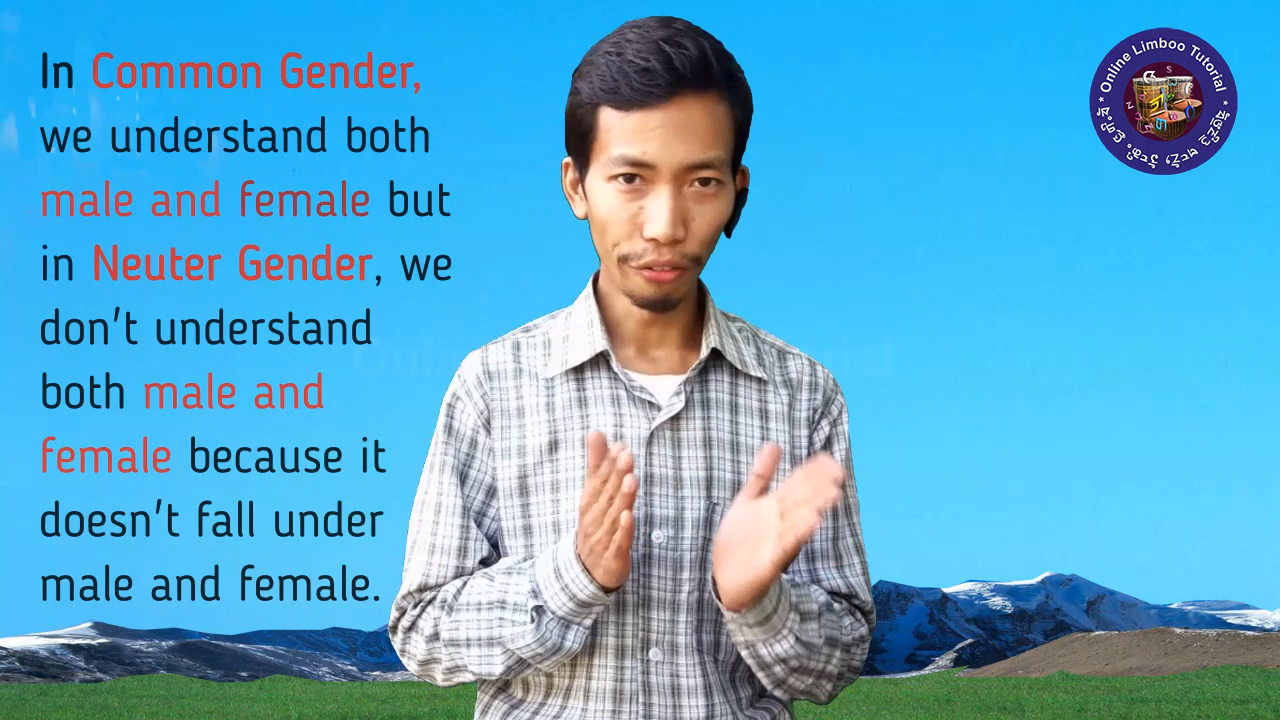 In Common Gender,
we understand both
male and female but
in Neuter Gender, we
don't understand
both male and
female because it
doesn't fall under
male and female.
Online Limboo Tutorial